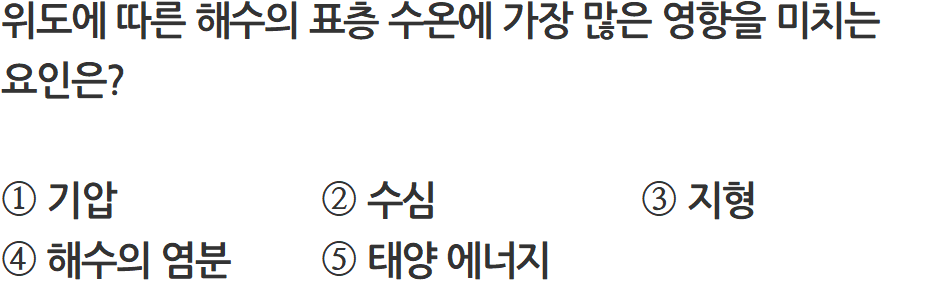 위도에 따른 해수의 표층 수온에 가장 많은 영향을 미치는
요인은?
① 기압 ② 수심 ③ 지형
④ 해수의 염분 ⑤ 태양 에너지